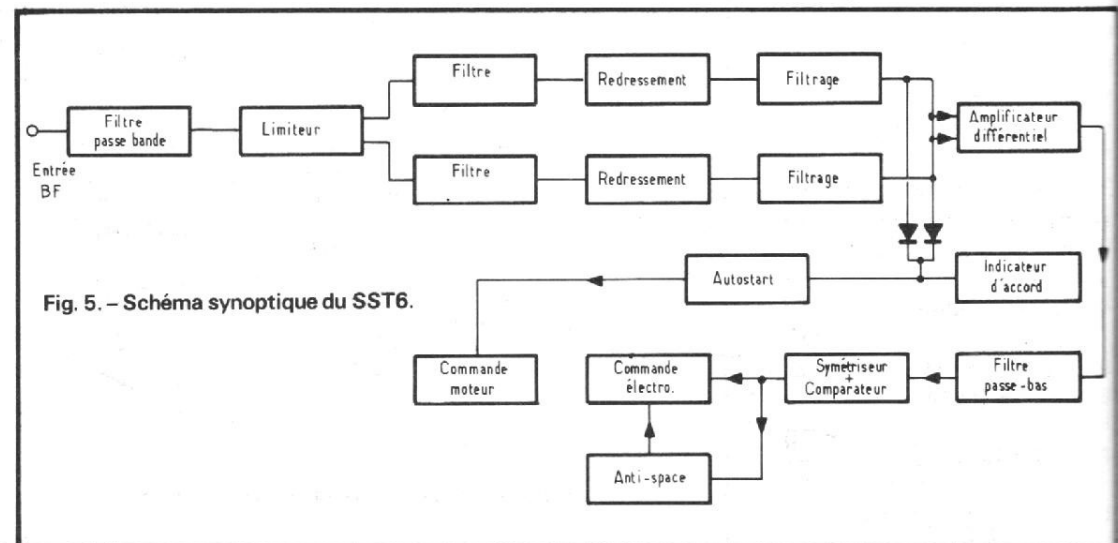 Filtre
Redressement
Filtrage
Filtre
passe bande
Limiteur
Amplificateur
différentiel
Entrée
BF
Filtre
Redressement
Filtrage
Autostart
Indicateur
d'accord
Fig. 5. – Schéma synoptique du SST6.
Commande
moteur
Commande
électro.
Symétriseur
+
Comparateur
Filtre
passe-bas
Anti-space